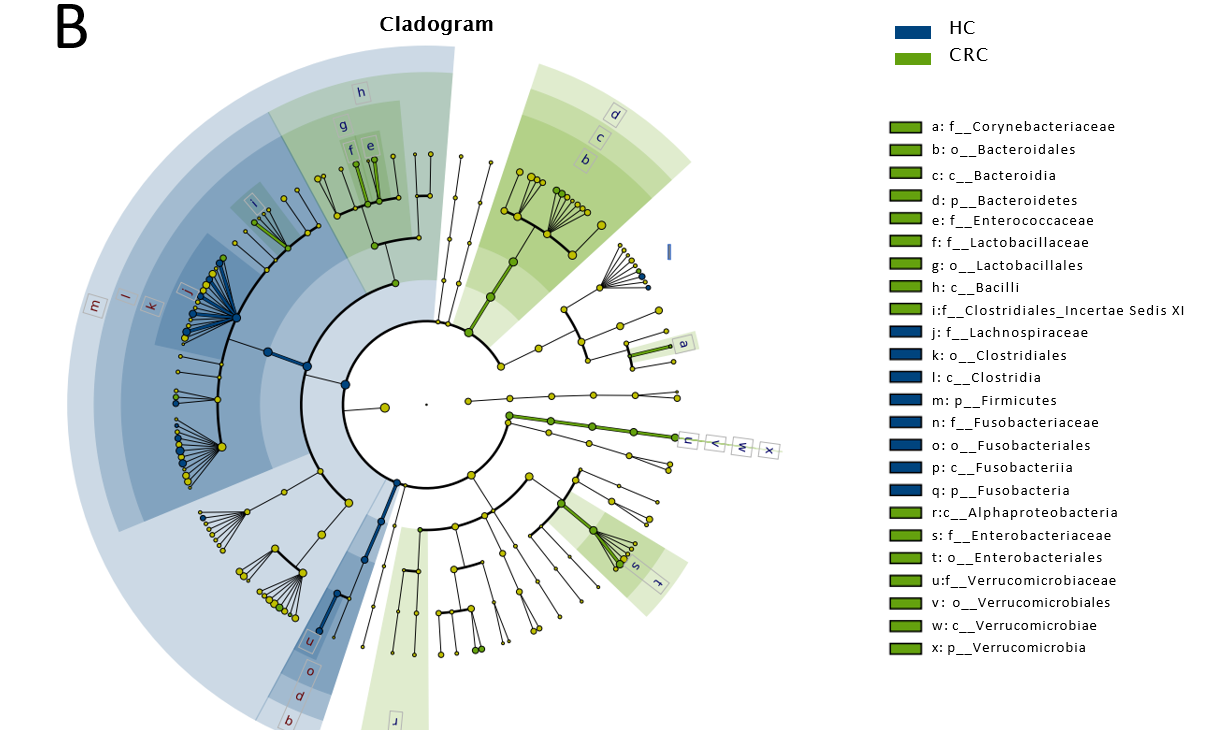 B
Cladogram
HC
CRC
a: f__Corynebacteriaceae
b: o__Bacteroidales
c: c__Bacteroidia
d: p__Bacteroidetes
e: f__Enterococcaceae
f: f__Lactobacillaceae
g: o__Lactobacillales
h: c__Bacilli
i:f__Clostridiales_Incertae Sedis XI
j: f__Lachnospiraceae
k: o__Clostridiales
l: c__Clostridia
m: p__Firmicutes
n: f__Fusobacteriaceae
o: o__Fusobacteriales
p: c__Fusobacteriia
q: p__Fusobacteria
r:c__Alphaproteobacteria
s: f__Enterobacteriaceae
t: o__Enterobacteriales
u:f__Verrucomicrobiaceae
v: o__Verrucomicrobiales
w: c__Verrucomicrobiae
x: p__Verrucomicrobia
h
g
f e
d
c
b
i
j
k
l
m
a
u v w x
s t
n
o
p
q
r